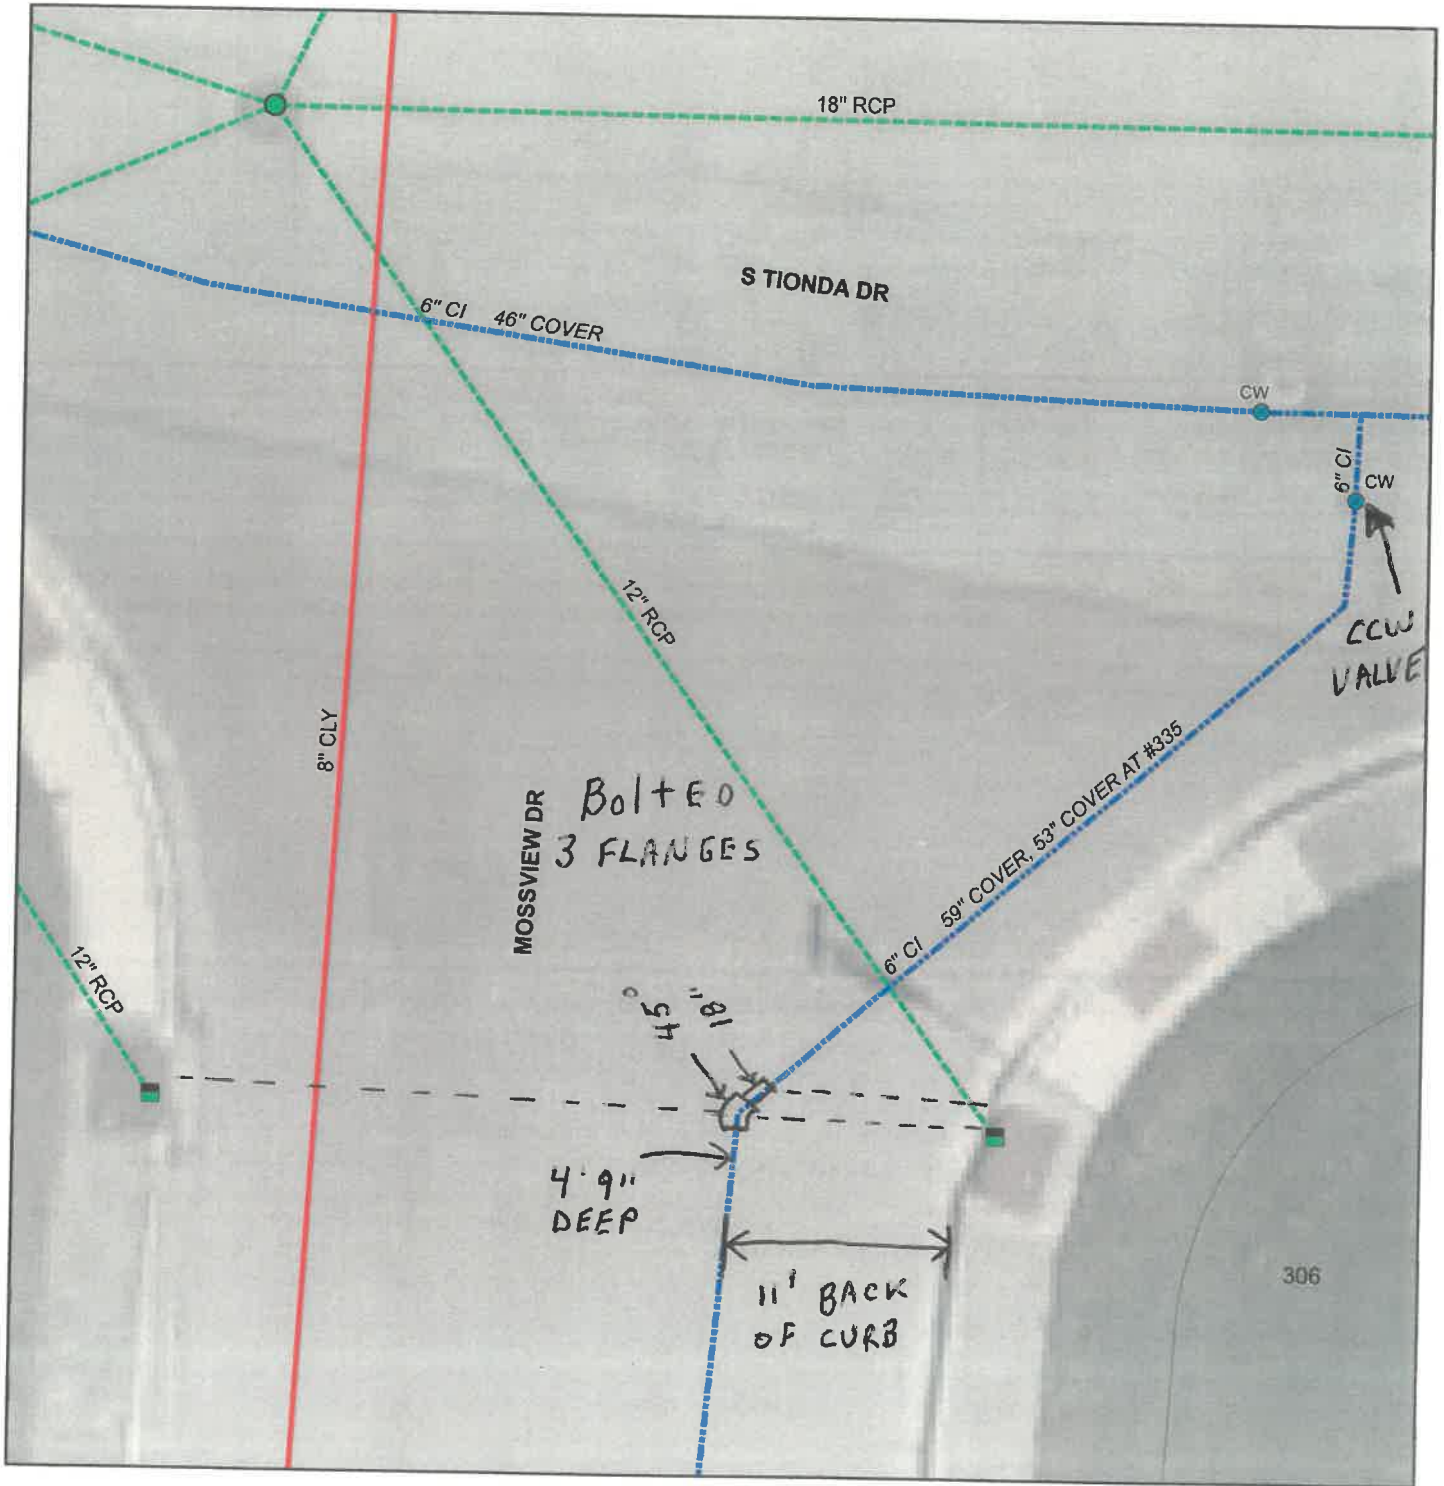 18" RCP
S TIONDA DR
6" CI 46" COVER
CW
6" CI
CW
CCW
VALVE
12" RCP
8" CLY
MOSSVIEW DR
BoltED
3 FLANGES
59" COVER, 53" COVER AT #335
6" CI
12" RCP
45°
18"
4' 9"
DEEP
11' BACK
OF CURB
306